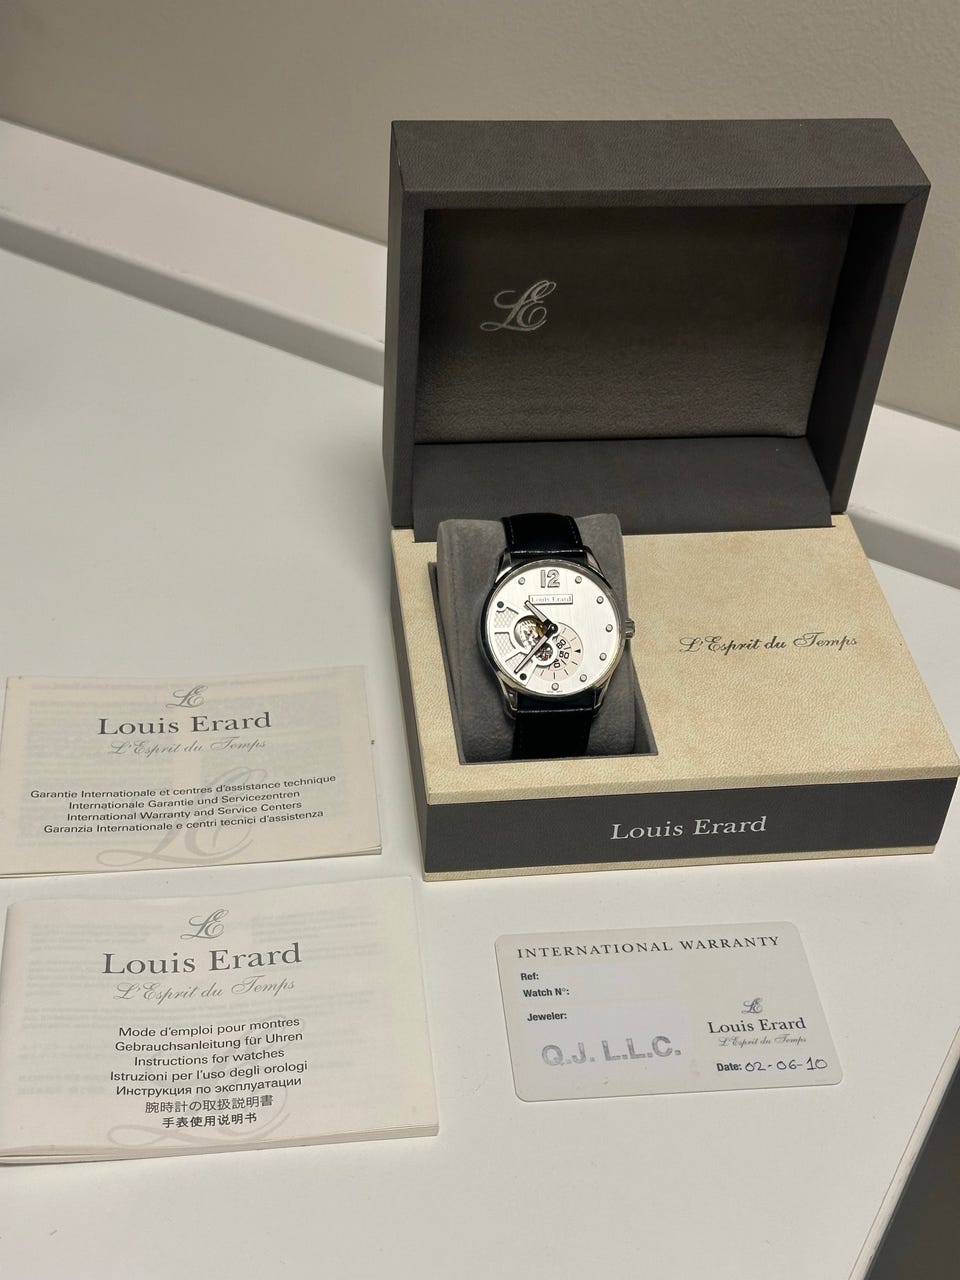 LE
12
Louis Erard
L'Esprit du Temps
Louis Erard
LE
Louis Erard
L'Esprit du Temps
Garantie Internationale et centres d'assistance technique
Internationale Garantie und Servicezentren
International Warranty and Service Centers
Garanzia Internationale e centri tecnici d'assistenza
LE
Louis Erard
L'Esprit du Temps
Mode d'emploi pour montres
Gebrauchsanleitung für Uhren
Instructions for watches
Istruzioni per l'uso degli orologi
Инструкция по эксплуатации
腕時計の取扱説明書
手表使用说明书
INTERNATIONAL WARRANTY
Ref:
Watch N°:
Jeweler:
Q.J. L.L.C.
LE
Louis Erard
L'Esprit du Temps
Date: 02-06-10